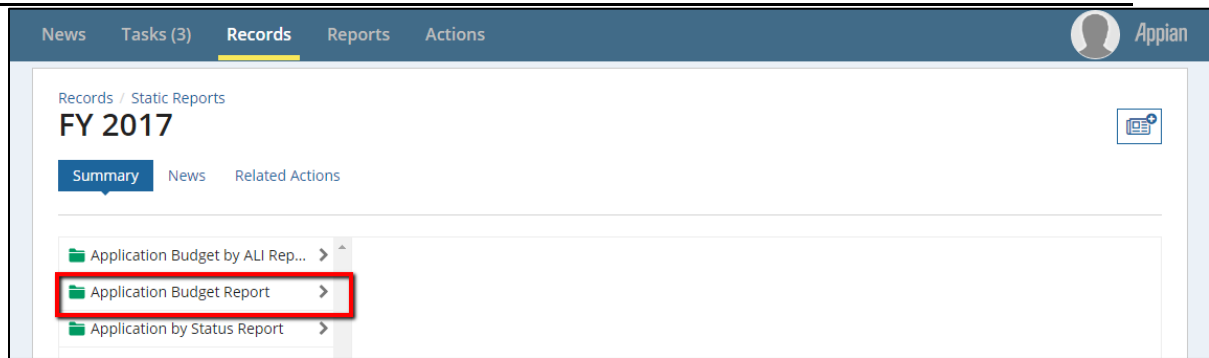 News Tasks (3) Records Reports Actions Appian
Records / Static Reports
FY 2017
Summary News Related Actions
Application Budget by ALI Rep...
Application Budget Report
Application by Status Report